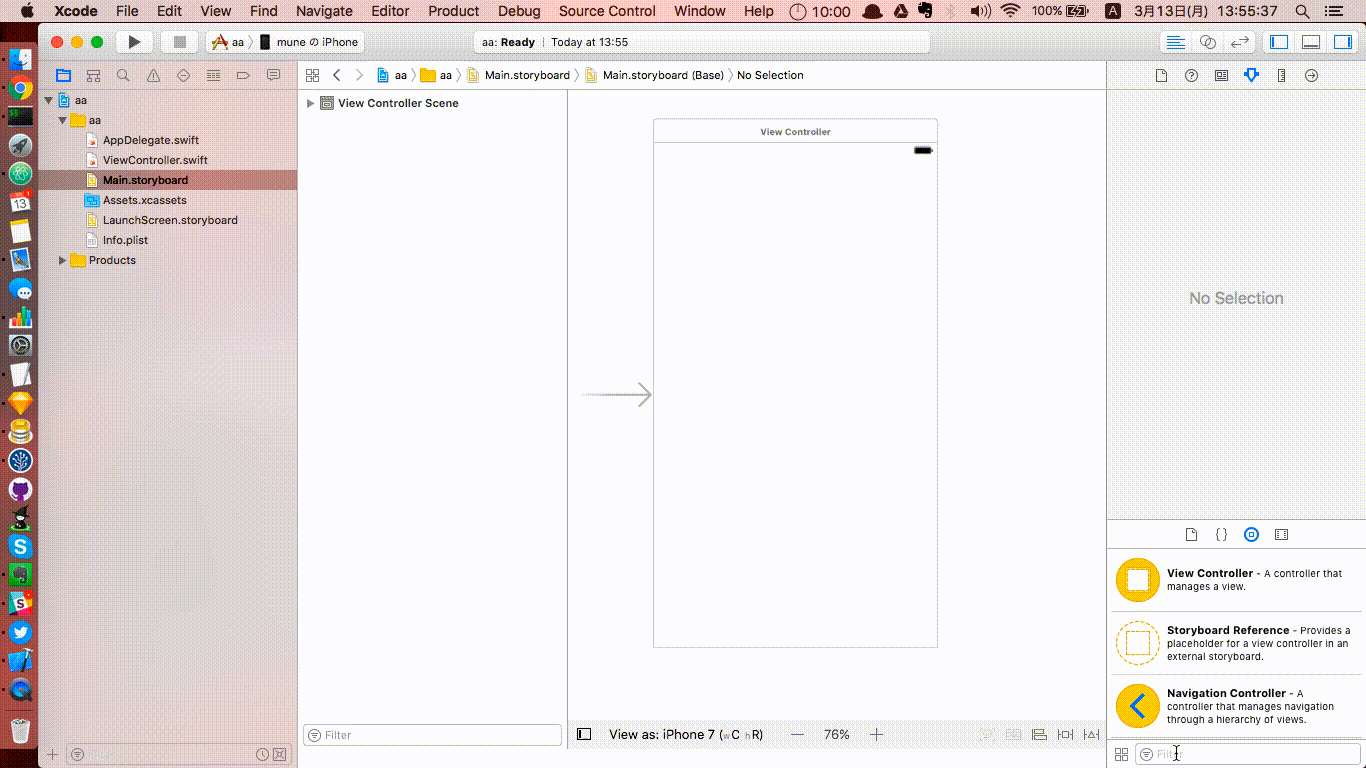 Xcode File Edit View Find Navigate Editor Product Debug Source Control Window Help 10:00 100% A 3月13日(月) 13:55:37
aa mune の iPhone aa: Ready | Today at 13:55
aa aa Main.storyboard Main.storyboard (Base) No Selection
aa
aa
AppDelegate.swift
ViewController.swift
Main.storyboard
Assets.xcassets
LaunchScreen.storyboard
Info.plist
Products
View Controller Scene
View Controller
No Selection
View Controller - A controller that
manages a view.
Storyboard Reference - Provides a
placeholder for a view controller in an
external storyboard.
Navigation Controller - A
controller that manages navigation
through a hierarchy of views.
Filter
View as: iPhone 7 (wC hR) — 76% +
Filter
Filter